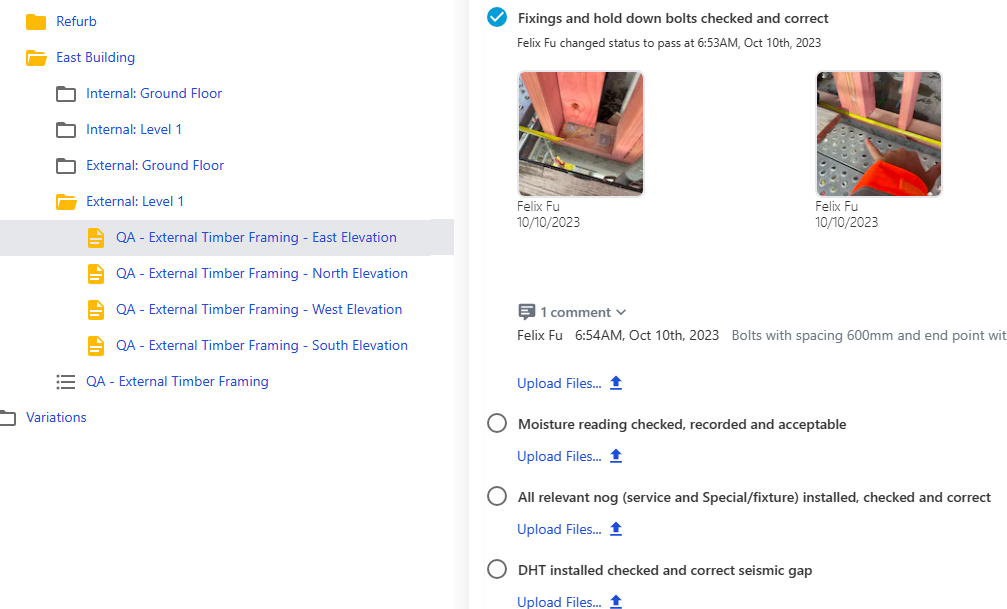 Refurb
East Building
Internal: Ground Floor
Internal: Level 1
External: Ground Floor
External: Level 1
QA - External Timber Framing - East Elevation
QA - External Timber Framing - North Elevation
QA - External Timber Framing - West Elevation
QA - External Timber Framing - South Elevation
QA - External Timber Framing
Variations
Fixings and hold down bolts checked and correct
Felix Fu changed status to pass at 6:53AM, Oct 10th, 2023
Felix Fu
10/10/2023
Felix Fu
10/10/2023
1 comment
Felix Fu 6:54AM, Oct 10th, 2023 Bolts with spacing 600mm and end point wit
Upload Files...
Moisture reading checked, recorded and acceptable
Upload Files...
All relevant nog (service and Special/fixture) installed, checked and correct
Upload Files...
DHT installed checked and correct seismic gap
Upload Files...